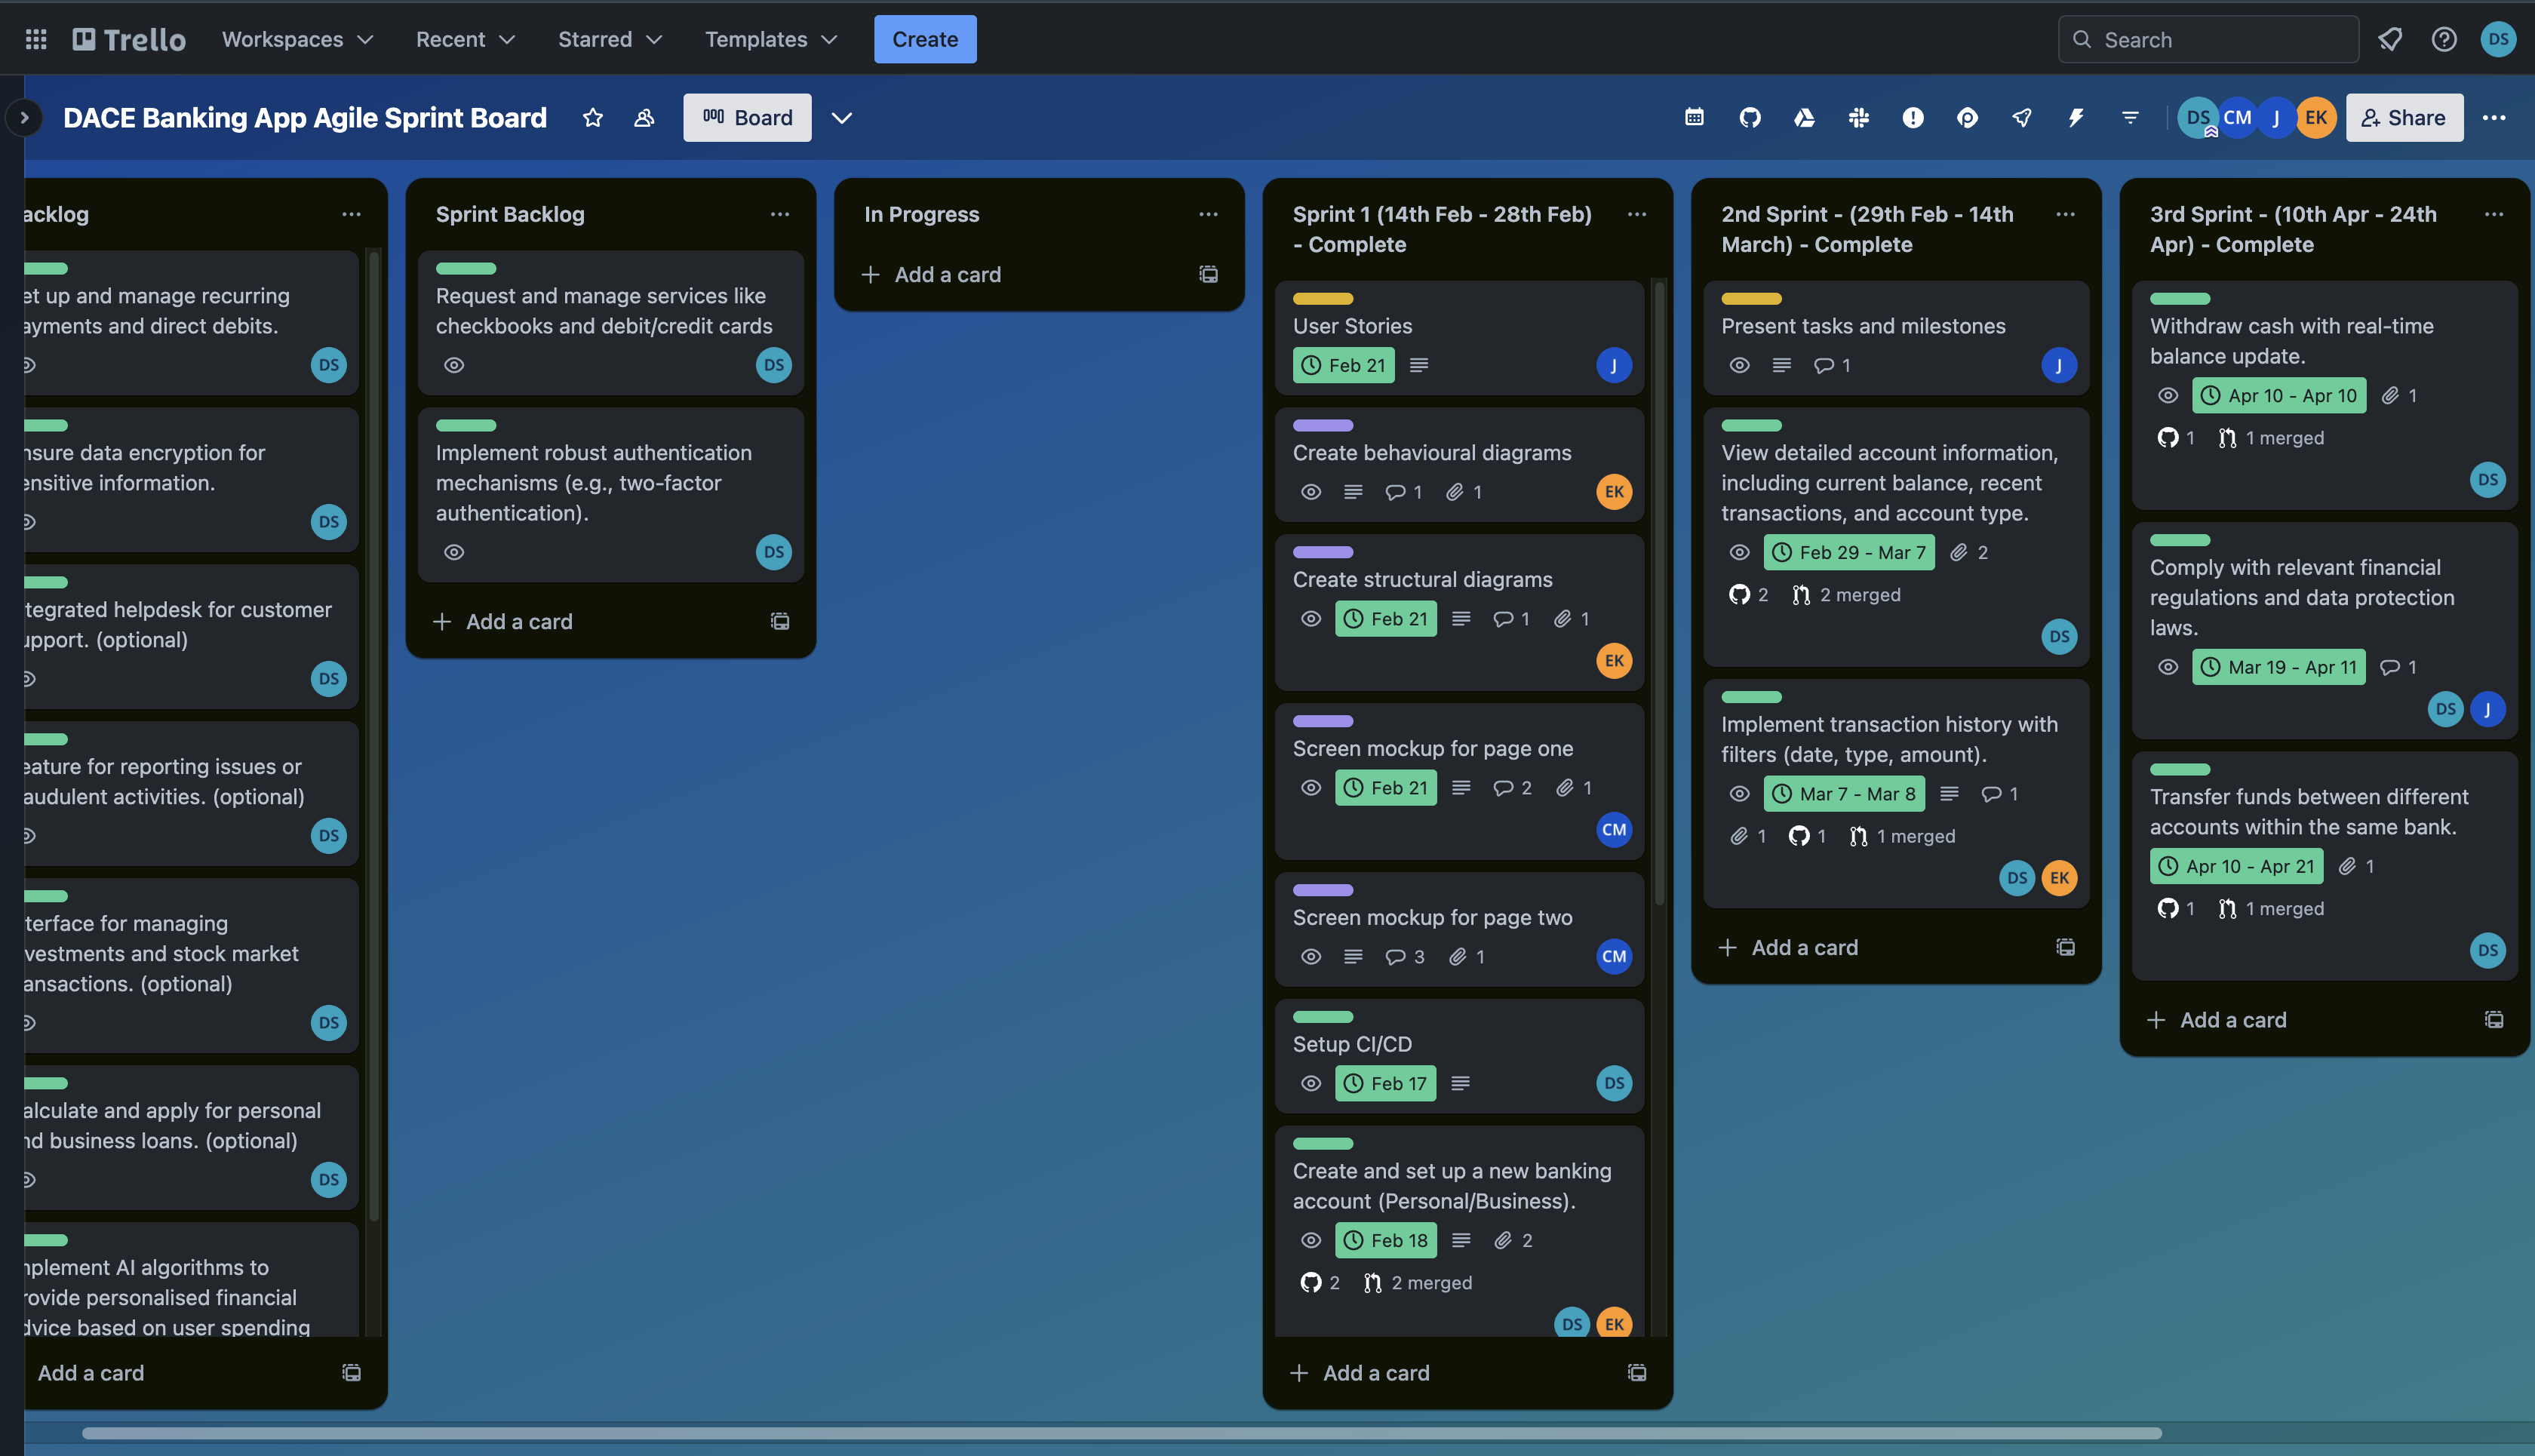 Trello
Workspaces
Recent
Starred
Templates
Create
Search
DS
DACE Banking App Agile Sprint Board
Board
DS
CM
J
EK
Share
acklog
et up and manage recurring
ayments and direct debits.
DS
nsure data encryption for
ensitive information.
DS
ntegrated helpdesk for customer
upport. (optional)
DS
eature for reporting issues or
audulent activities. (optional)
DS
terface for managing
vestments and stock market
ansactions. (optional)
DS
alculate and apply for personal
nd business loans. (optional)
DS
nplement AI algorithms to
rovide personalised financial
dvice based on user spending
Add a card
Sprint Backlog
Request and manage services like
checkbooks and debit/credit cards
DS
Implement robust authentication
mechanisms (e.g., two-factor
authentication).
DS
Add a card
In Progress
Add a card
Sprint 1 (14th Feb - 28th Feb)
- Complete
User Stories
Feb 21
J
Create behavioural diagrams
1 1
EK
Create structural diagrams
Feb 21 1 1
EK
Screen mockup for page one
Feb 21 2 1
CM
Screen mockup for page two
3 1
CM
Setup CI/CD
Feb 17
DS
Create and set up a new banking
account (Personal/Business).
Feb 18 2
2 2 merged
DS EK
Add a card
2nd Sprint - (29th Feb - 14th
March) - Complete
Present tasks and milestones
1
J
View detailed account information,
including current balance, recent
transactions, and account type.
Feb 29 - Mar 7 2
2 2 merged
DS
Implement transaction history with
filters (date, type, amount).
Mar 7 - Mar 8 1
1 1 1 merged
DS EK
Add a card
3rd Sprint - (10th Apr - 24th
Apr) - Complete
Withdraw cash with real-time
balance update.
Apr 10 - Apr 10 1
1 1 merged
DS
Comply with relevant financial
regulations and data protection
laws.
Mar 19 - Apr 11 1
DS J
Transfer funds between different
accounts within the same bank.
Apr 10 - Apr 21 1
1 1 merged
DS
Add a card